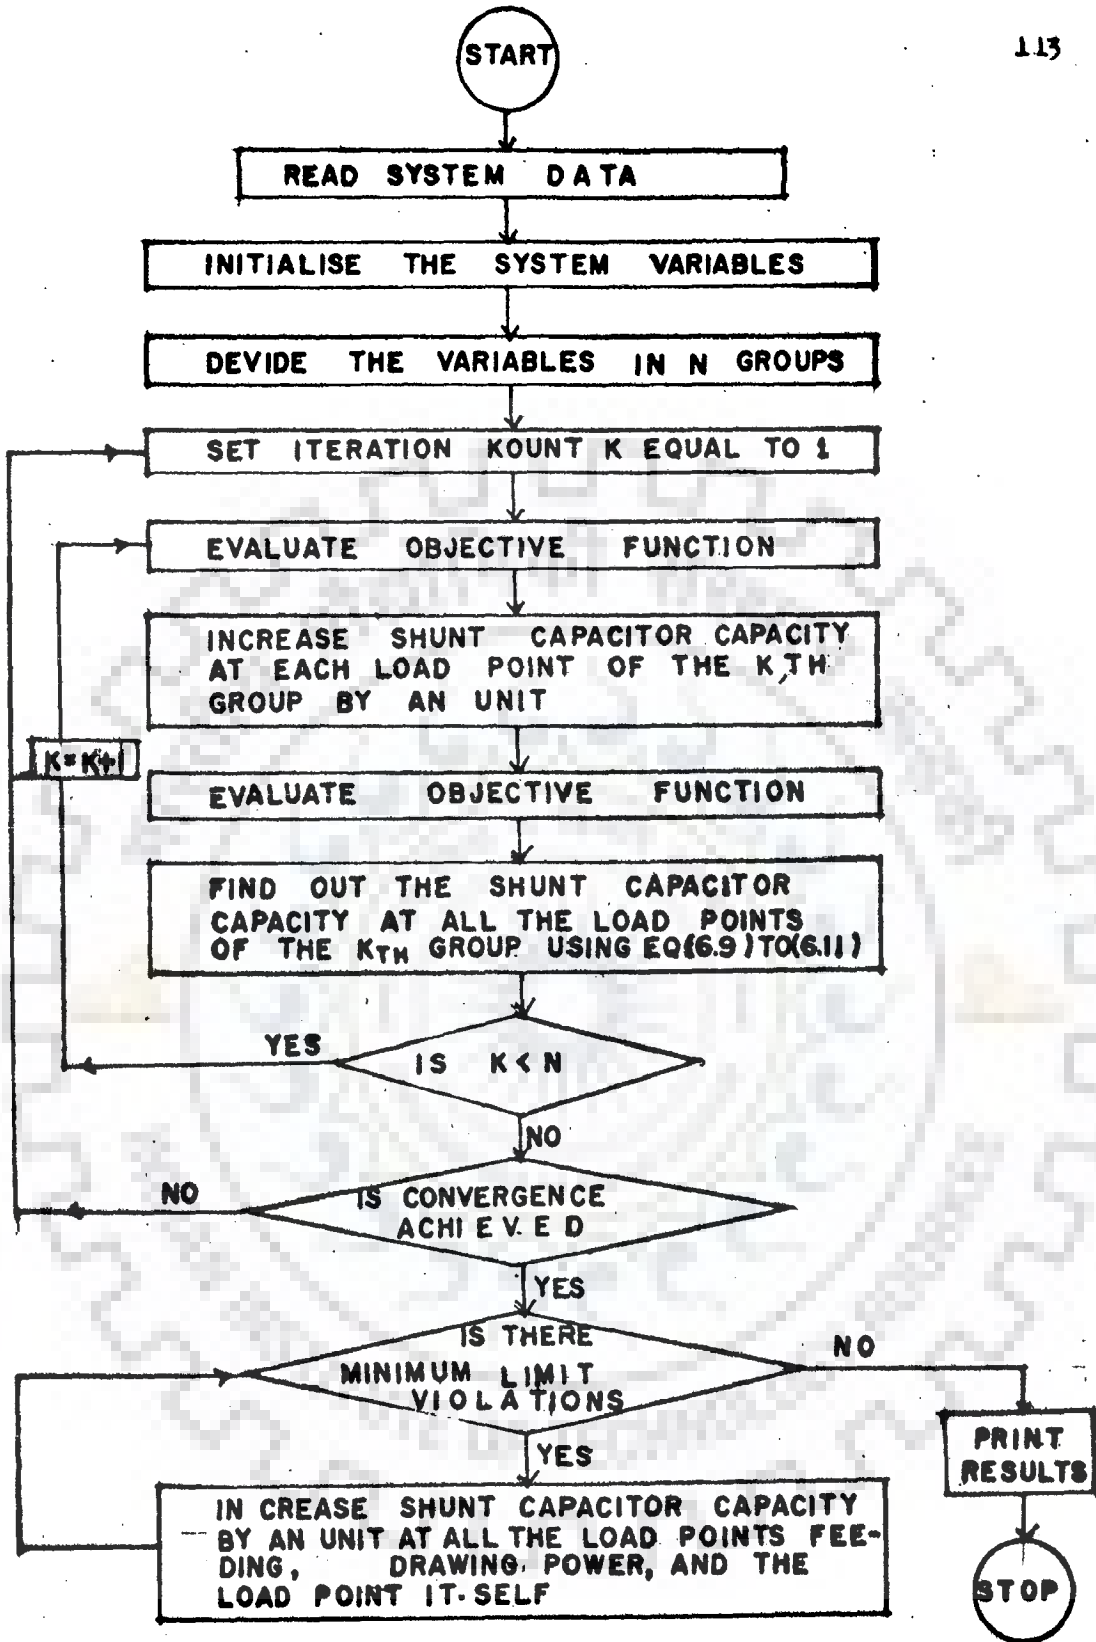 113
START
READ SYSTEM DATA
INITIALISE THE SYSTEM VARIABLES
DEVIDE THE VARIABLES IN N GROUPS
SET ITERATION KOUNT K EQUAL TO 1
EVALUATE OBJECTIVE FUNCTION
INCREASE SHUNT CAPACITOR CAPACITY
AT EACH LOAD POINT OF THE K,TH
GROUP BY AN UNIT
K=K+1
EVALUATE OBJECTIVE FUNCTION
FIND OUT THE SHUNT CAPACITOR
CAPACITY AT ALL THE LOAD POINTS
OF THE KTH GROUP USING EQ(6.9)TO(6.11)
YES
IS K<N
NO
NO
IS CONVERGENCE
ACHIEVED
YES
IS THERE
MINIMUM LIMIT
VIOLATIONS
NO
YES
PRINT
RESULTS
IN CREASE SHUNT CAPACITOR CAPACITY
BY AN UNIT AT ALL THE LOAD POINTS FEE-
DING, DRAWING, POWER, AND THE
LOAD POINT IT-SELF
STOP